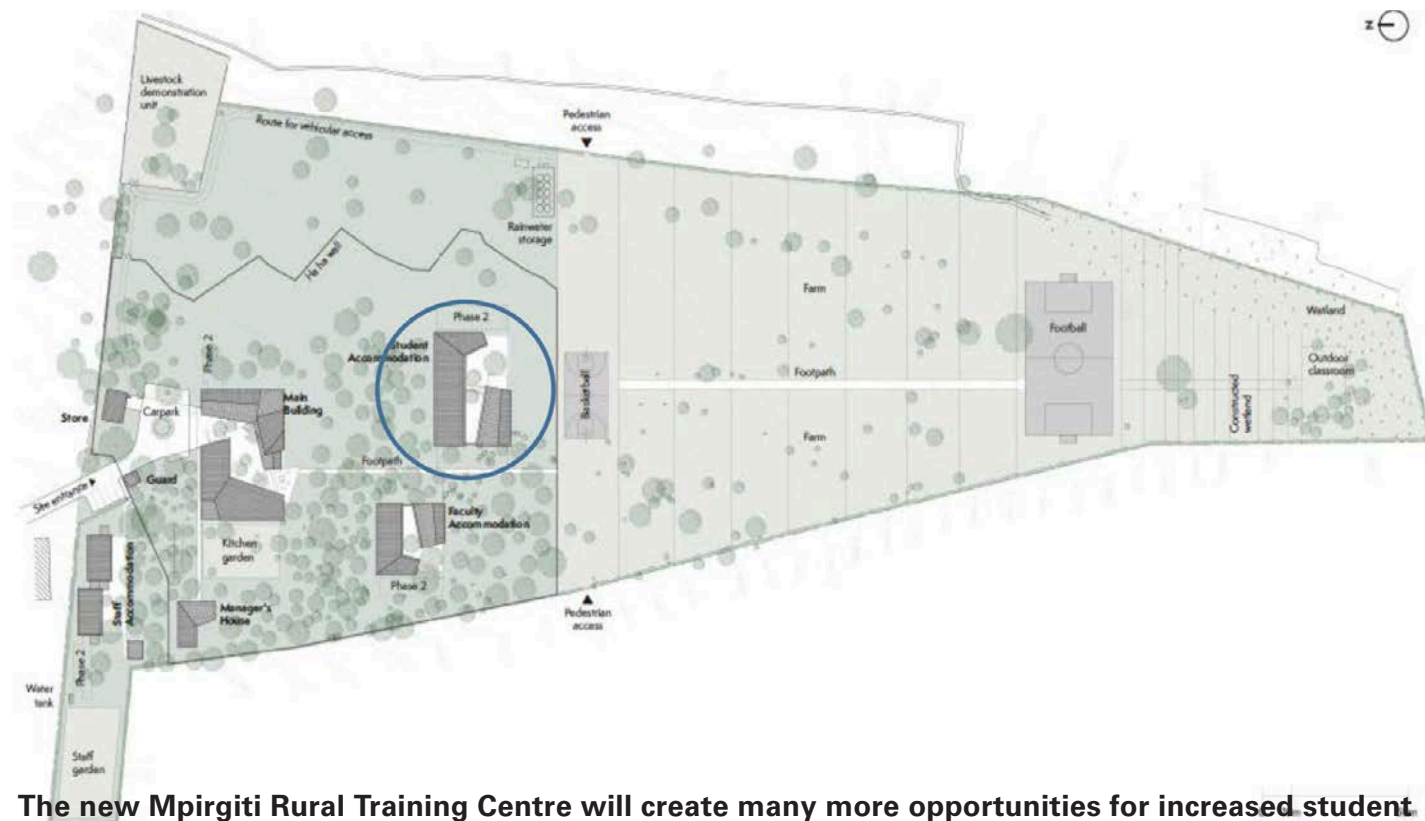 N
Livestock
demonstration
unit
Route for vehicular access
Pedestrian
access
Rainwater
storage
Ha ha wall
Farm
Wetland
Phase 2
Student
Accommodation
Phase 2
Football
Outdoor
classroom
Footpath
Basketball
Main
Building
Store
Carpark
Constructed
wetland
Farm
Footpath
Site entrance
Guard
Faculty
Accommodation
Kitchen
garden
Phase 2
Staff
Accommodation
Manager's
House
Pedestrian
access
Phase 2
Water
tank
Staff
garden
The new Mpirgiti Rural Training Centre will create many more opportunities for increased student